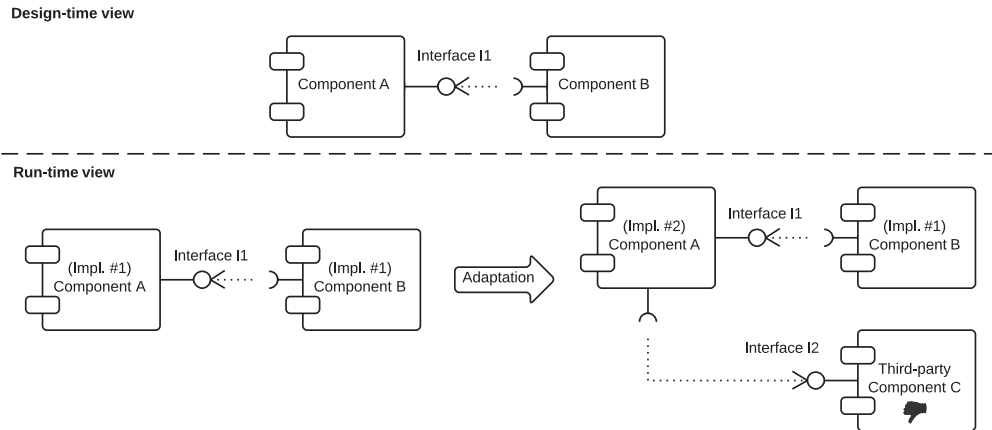 Design-time view
Interface I1
Component A
Component B
Run-time view
(Impl. #1)
Component A
Interface I1
(Impl. #1)
Component B
Adaptation
(Impl. #2)
Component A
Interface I1
(Impl. #1)
Component B
Interface I2
Third-party
Component C